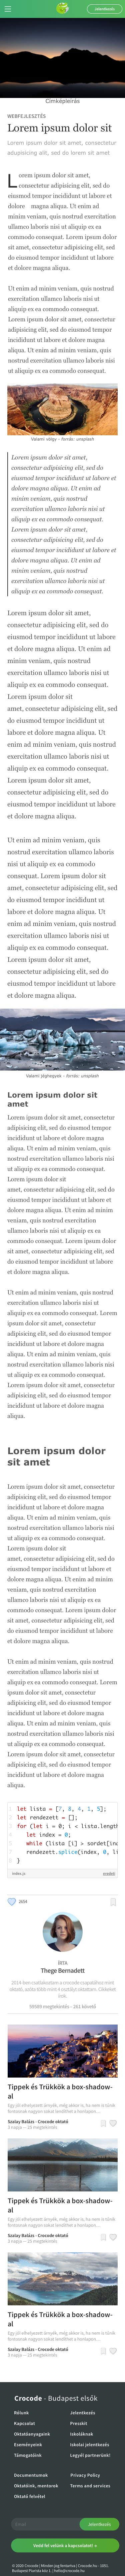 Jelentkezés
Címképleírás
WEBFEJLESZTÉS
Lorem ipsum dolor sit
Lorem ipsum dolor sit amet, consectetur
adupisicing alit, sed do lorem sit amet
Lorem ipsum dolor sit amet,
consectetur adipisicing elit, sed do
eiusmod tempor incididunt ut labore et
dolore magna aliqua. Ut enim ad
minim veniam, quis nostrud exercitation
ullamco laboris nisi ut aliquip ex ea
commodo consequat. Lorem ipsum dolor sit
amet, consectetur adipisicing elit, sed do
eiusmod tempor incididunt ut labore
et dolore magna aliqua.
Ut enim ad minim veniam, quis nostrud
exercitation ullamco laboris nisi ut
aliquip ex ea commodo consequat.
Lorem ipsum dolor sit amet, consectetur
adipisicing elit, sed do eiusmod tempor
incididunt ut labore et dolore magna
aliqua. Ut enim ad minim veniam, quis
nostrud exercitation ullamco laboris nisi
ut aliquip ex ea commodo consequat.
Valami völgy - forrás: unsplash
Lorem ipsum dolor sit amet,
consectetur adipisicing elit, sed do
eiusmod tempor incididunt ut labore et
dolore magna aliqua. Ut enim ad
minim veniam, quis nostrud
exercitation ullamco laboris nisi ut
aliquip ex ea commodo consequat.
Lorem ipsum dolor sit amet,
consectetur adipisicing elit, sed do
eiusmod tempor incididunt ut labore et
dolore magna aliqua. Ut enim ad
minim veniam, quis nostrud
exercitation ullamco laboris nisi ut
aliquip ex ea commodo consequat.
Lorem ipsum dolor sit amet,
consectetur adipisicing elit, sed do
eiusmod tempor incididunt ut labore
et dolore magna aliqua. Ut enim ad
minim veniam, quis nostrud
exercitation ullamco laboris nisi ut
aliquip ex ea commodo consequat.
Lorem ipsum dolor sit
amet, consectetur adipisicing elit, sed
do eiusmod tempor incididunt ut
labore et dolore magna aliqua. Ut
enim ad minim veniam, quis nostrud
exercitation ullamco laboris nisi ut
aliquip ex ea commodo consequat.
Lorem ipsum dolor sit amet,
consectetur adipisicing elit, sed do
eiusmod tempor incididunt ut labore
et dolore magna aliqua.
Ut enim ad minim veniam, quis
nostrud exercitation ullamco laboris
nisi ut aliquip ex ea commodo
consequat. Lorem ipsum dolor sit
amet, consectetur adipisicing elit, sed
do eiusmod tempor incididunt ut
labore et dolore magna aliqua. Ut
enim ad minim veniam, quis nostrud
exercitation ullamco laboris nisi ut
aliquip ex ea commodo consequat.
Lorem ipsum dolor sit amet,
consectetur adipisicing elit, sed do
eiusmod tempor incididunt ut labore
et dolore magna aliqua.
Valami jéghegyek - forrás: unsplash
Lorem ipsum dolor sit
amet
Lorem ipsum dolor sit amet, consectetur
adipisicing elit, sed do eiusmod tempor
incididunt ut labore et dolore magna
aliqua. Ut enim ad minim veniam, quis
nostrud exercitation ullamco laboris nisi
ut aliquip ex ea commodo consequat.
Lorem ipsum dolor sit
amet, consectetur adipisicing elit, sed do
eiusmod tempor incididunt ut labore et
dolore magna aliqua. Ut enim ad minim
veniam, quis nostrud
exercitation ullamco laboris nisi ut
aliquip ex ea commodo consequat. Lorem
ipsum dolor sit amet, consectetur
adipisicing elit, sed do eiusmod tempor
incididunt ut labore et dolore magna
aliqua.
Ut enim ad minim veniam, quis nostrud
exercitation ullamco laboris nisi ut
aliquip ex ea commodo consequat. Lorem
ipsum dolor sit amet, consectetur
adipisicing elit, sed do eiusmod tempor
incididunt ut labore et dolore magna
aliqua. Ut enim ad minim veniam, quis
nostrud exercitation ullamco laboris nisi
ut aliquip ex ea commodo consequat.
Lorem ipsum dolor sit amet, consectetur
adipisicing elit, sed do eiusmod tempor
incididunt ut labore et dolore magna
aliqua.
Lorem ipsum dolor
sit amet
Lorem ipsum dolor sit amet, consectetur
adipisicing elit, sed do eiusmod tempor
incididunt ut labore et dolore magna
aliqua. Ut enim ad minim veniam, quis
nostrud exercitation ullamco laboris nisi
ut aliquip ex ea commodo consequat.
Lorem ipsum dolor sit
amet, consectetur adipisicing elit, sed do
eiusmod tempor incididunt ut labore et
dolore magna aliqua. Ut enim ad minim
veniam, quis nostrud exercitation
ullamco laboris nisi ut aliquip ex ea
commodo consequat. Lorem ipsum dolor
sit amet, consectetur adipisicing elit, sed
do eiusmod tempor incididunt ut labore
et dolore magna aliqua.
Ut enim ad minim veniam, quis nostrud
exercitation ullamco laboris nisi ut
aliquip ex ea commodo consequat. Lorem
ipsum dolor sit amet, consectetur
adipisicing elit, sed do eiusmod tempor
incididunt ut labore et dolore magna
aliqua. Ut enim ad minim veniam, quis
nostrud exercitation ullamco laboris nisi
ut aliquip ex ea commodo consequat.
Lorem ipsum dolor sit amet, consectetur
adipisicing elit, sed do eiusmod tempor
incididunt ut labore et dolore magna
aliqua.
let lista = [7, 8, 4, 1, 5];
let rendezett = [];
for (let i = 0; i < lista.length
let index = 0;
while (lista[i] > sordet[ind
rendezett.splice(index, 0, li
}
index.js
eredeti
2014
ÍRTA
Thege Bernadett
Tippek és Trükkök a box-shadow-
al
Szalay Balázs - Crocode oktató
Tippek és Trükkök a box-shadow-
al
Szalay Balázs - Crocode oktató
Tippek és Trükkök a box-shadow-
al
Szalay Balázs - Crocode oktató
Crocode - Budapest elsők
Rólunk Jelentkezés
Kapcsolat Presskit
Oktatóanyagaink Iskoláknak
Eseményeink Iskolai jelentkezés
Támogatóink Legyél partnerünk!
Documentumok Privacy Policy
Oktatóink, mentorok Terms and services
Oktató felvétel
Email Jelentkezés
Vedd fel velünk a kapcsolatot! »